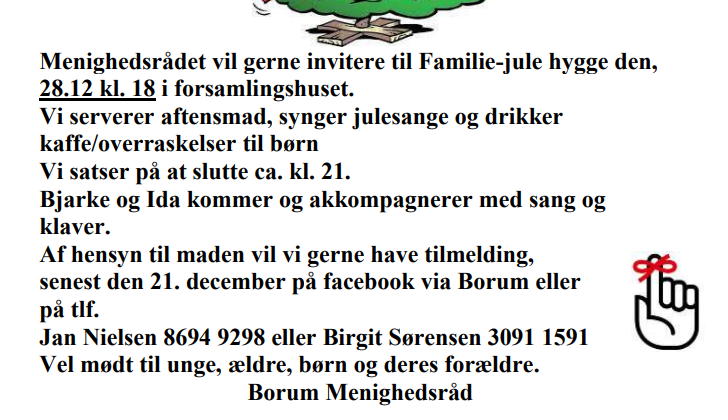 Menighedsrådet vil gerne invitere til Familie-jule hygge den,
28.12 kl. 18 i forsamlingshuset.
Vi serverer aftensmad, synger julesange og drikker
kaffe/overraskelser til børn
Vi satser på at slutte ca. kl. 21.
Bjarke og Ida kommer og akkompagnerer med sang og
klaver.
Af hensyn til maden vil vi gerne have tilmelding,
senest den 21. december på facebook via Borum eller
på tlf.
Jan Nielsen 8694 9298 eller Birgit Sørensen 3091 1591
Vel mødt til unge, ældre, børn og deres forældre.
Borum Menighedsråd